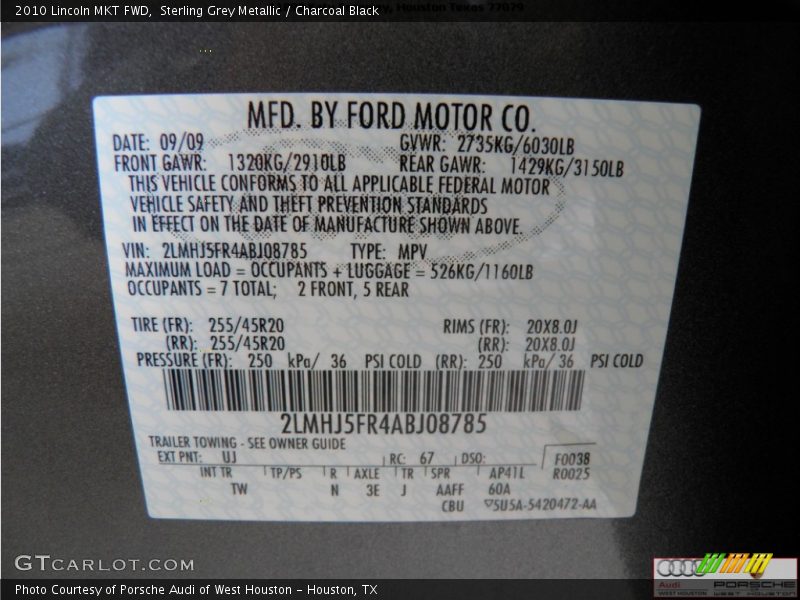 2010 Lincoln MKT FWD,  Sterling Grey Metallic / Charcoal Black
MFD. BY FORD MOTOR CO.
DATE: 09/09 GVWR: 2735KG/6030LB
FRONT GAWR: 1320KG/2910LB REAR GAWR: 1429KG/3150LB
THIS VEHICLE CONFORMS TO ALL APPLICABLE FEDERAL MOTOR
VEHICLE SAFETY AND THEFT PREVENTION STANDARDS
IN EFFECT ON THE DATE OF MANUFACTURE SHOWN ABOVE.
VIN: 2LMHJ5FR4ABJ08785 TYPE: MPV
MAXIMUM LOAD = OCCUPANTS + LUGGAGE = 526KG/1160LB
OCCUPANTS = 7 TOTAL; 2 FRONT, 5 REAR
TIRE (FR): 255/45R20 RIMS (FR): 20X8.0J
(RR): 255/45R20 (RR): 20X8.0J
PRESSURE (FR): 250 kPa/ 36 PSI COLD (RR): 250 kPa/ 36 PSI COLD
2LMHJ5FR4ABJ08785
TRAILER TOWING - SEE OWNER GUIDE
EXT PNT: UJ RC: 67 DSO: F0038
INT TR TP/PS R AXLE TR SPR AP41L R0025
TW N 3E J AAFF 60A
CBU ▽5U5A-5420472-AA
GTCARLOT.COM
Audi PORSCHE
WEST HOUSTON WEST HOUSTON
Photo Courtesy of Porsche Audi of West Houston – Houston, TX